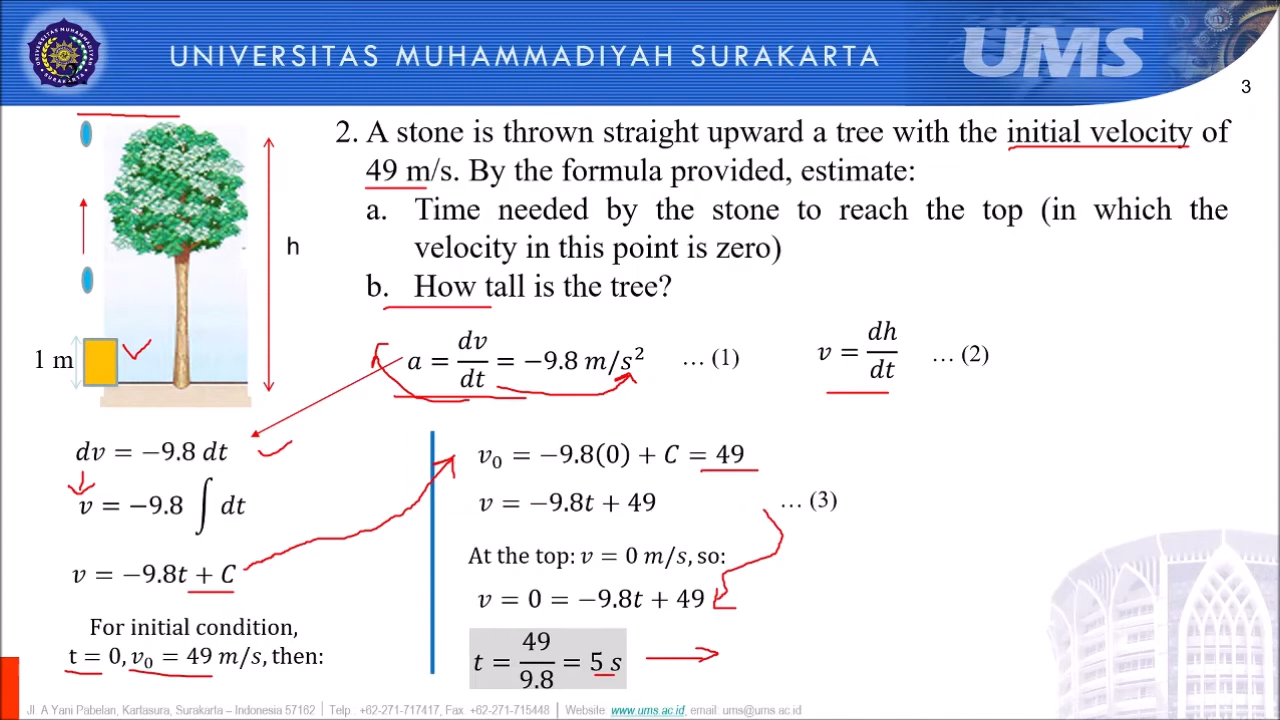 UNIVERSITAS MUHAMMADIYAH SURAKARTA
UMS
3
2. A stone is thrown straight upward a tree with the initial velocity of
49 m/s. By the formula provided, estimate:
a. Time needed by the stone to reach the top (in which the
velocity in this point is zero)
b. How tall is the tree?
h
1 m
a = dv/dt = −9.8 m/s² … (1)
v = dh/dt … (2)
dv = −9.8 dt
v = −9.8 ∫ dt
v = −9.8t + C
For initial condition,
t = 0, v₀ = 49 m/s, then:
v₀ = −9.8(0) + C = 49
v = −9.8t + 49 … (3)
At the top: v = 0 m/s, so:
v = 0 = −9.8t + 49
t = 49/9.8 = 5 s
Jl. A Yani Pabelan, Kartasura, Surakarta – Indonesia 57162 | Telp. +62-271-717417, Fax. +62-271-715448 | Website: www.ums.ac.id, email: ums@ums.ac.id